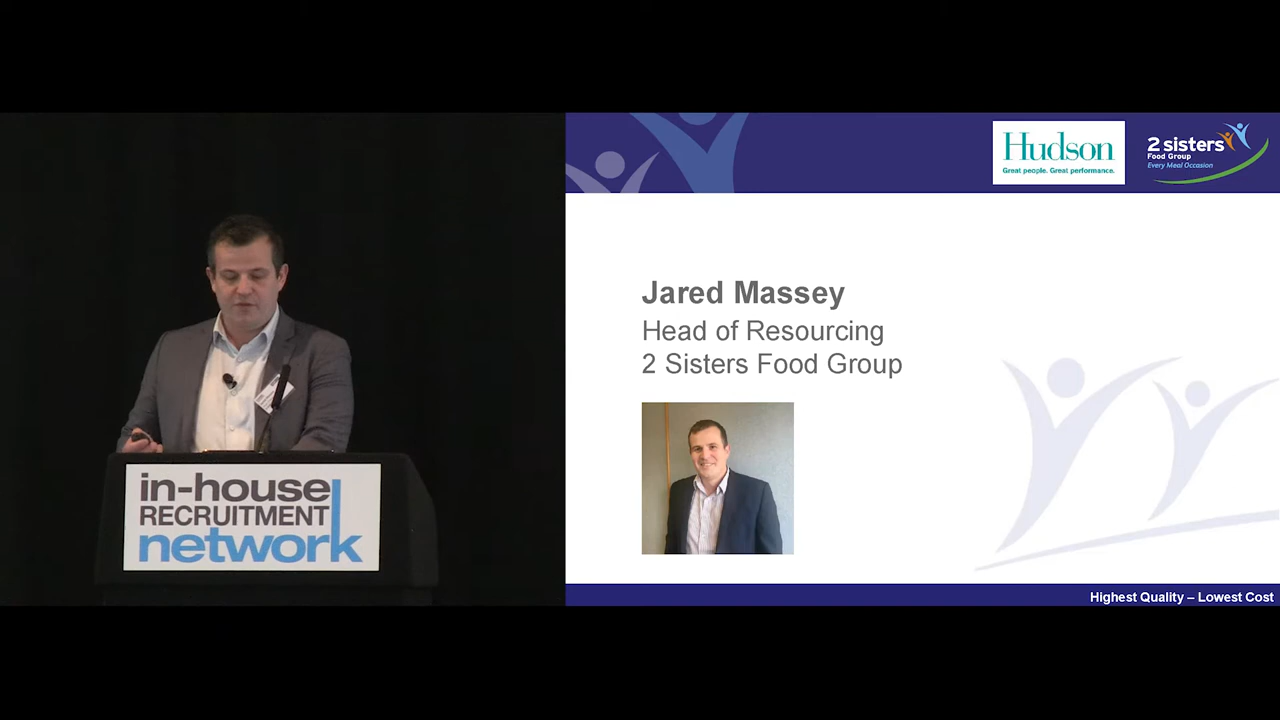 in-house
RECRUITMENT
network
Hudson
Great people. Great performance.
2 sisters
Food Group
Every Meal Occasion
Jared Massey
Head of Resourcing
2 Sisters Food Group
Highest Quality – Lowest Cost